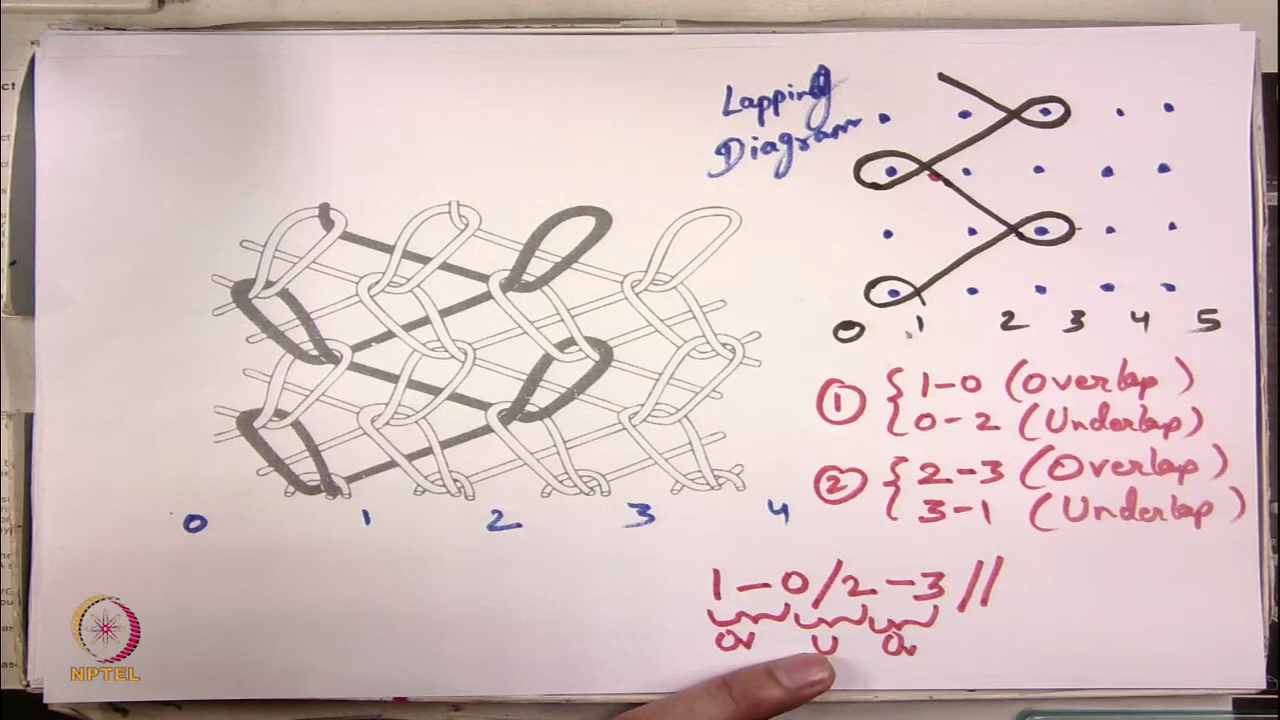 Lapping
Diagram
0 1 2 3 4 5
① { 1-0 (Overlap)
0-2 (Underlap)
② { 2-3 (Overlap)
3-1 (Underlap)
0 1 2 3 4
1-0/2-3//
Ov U Ov
NPTEL